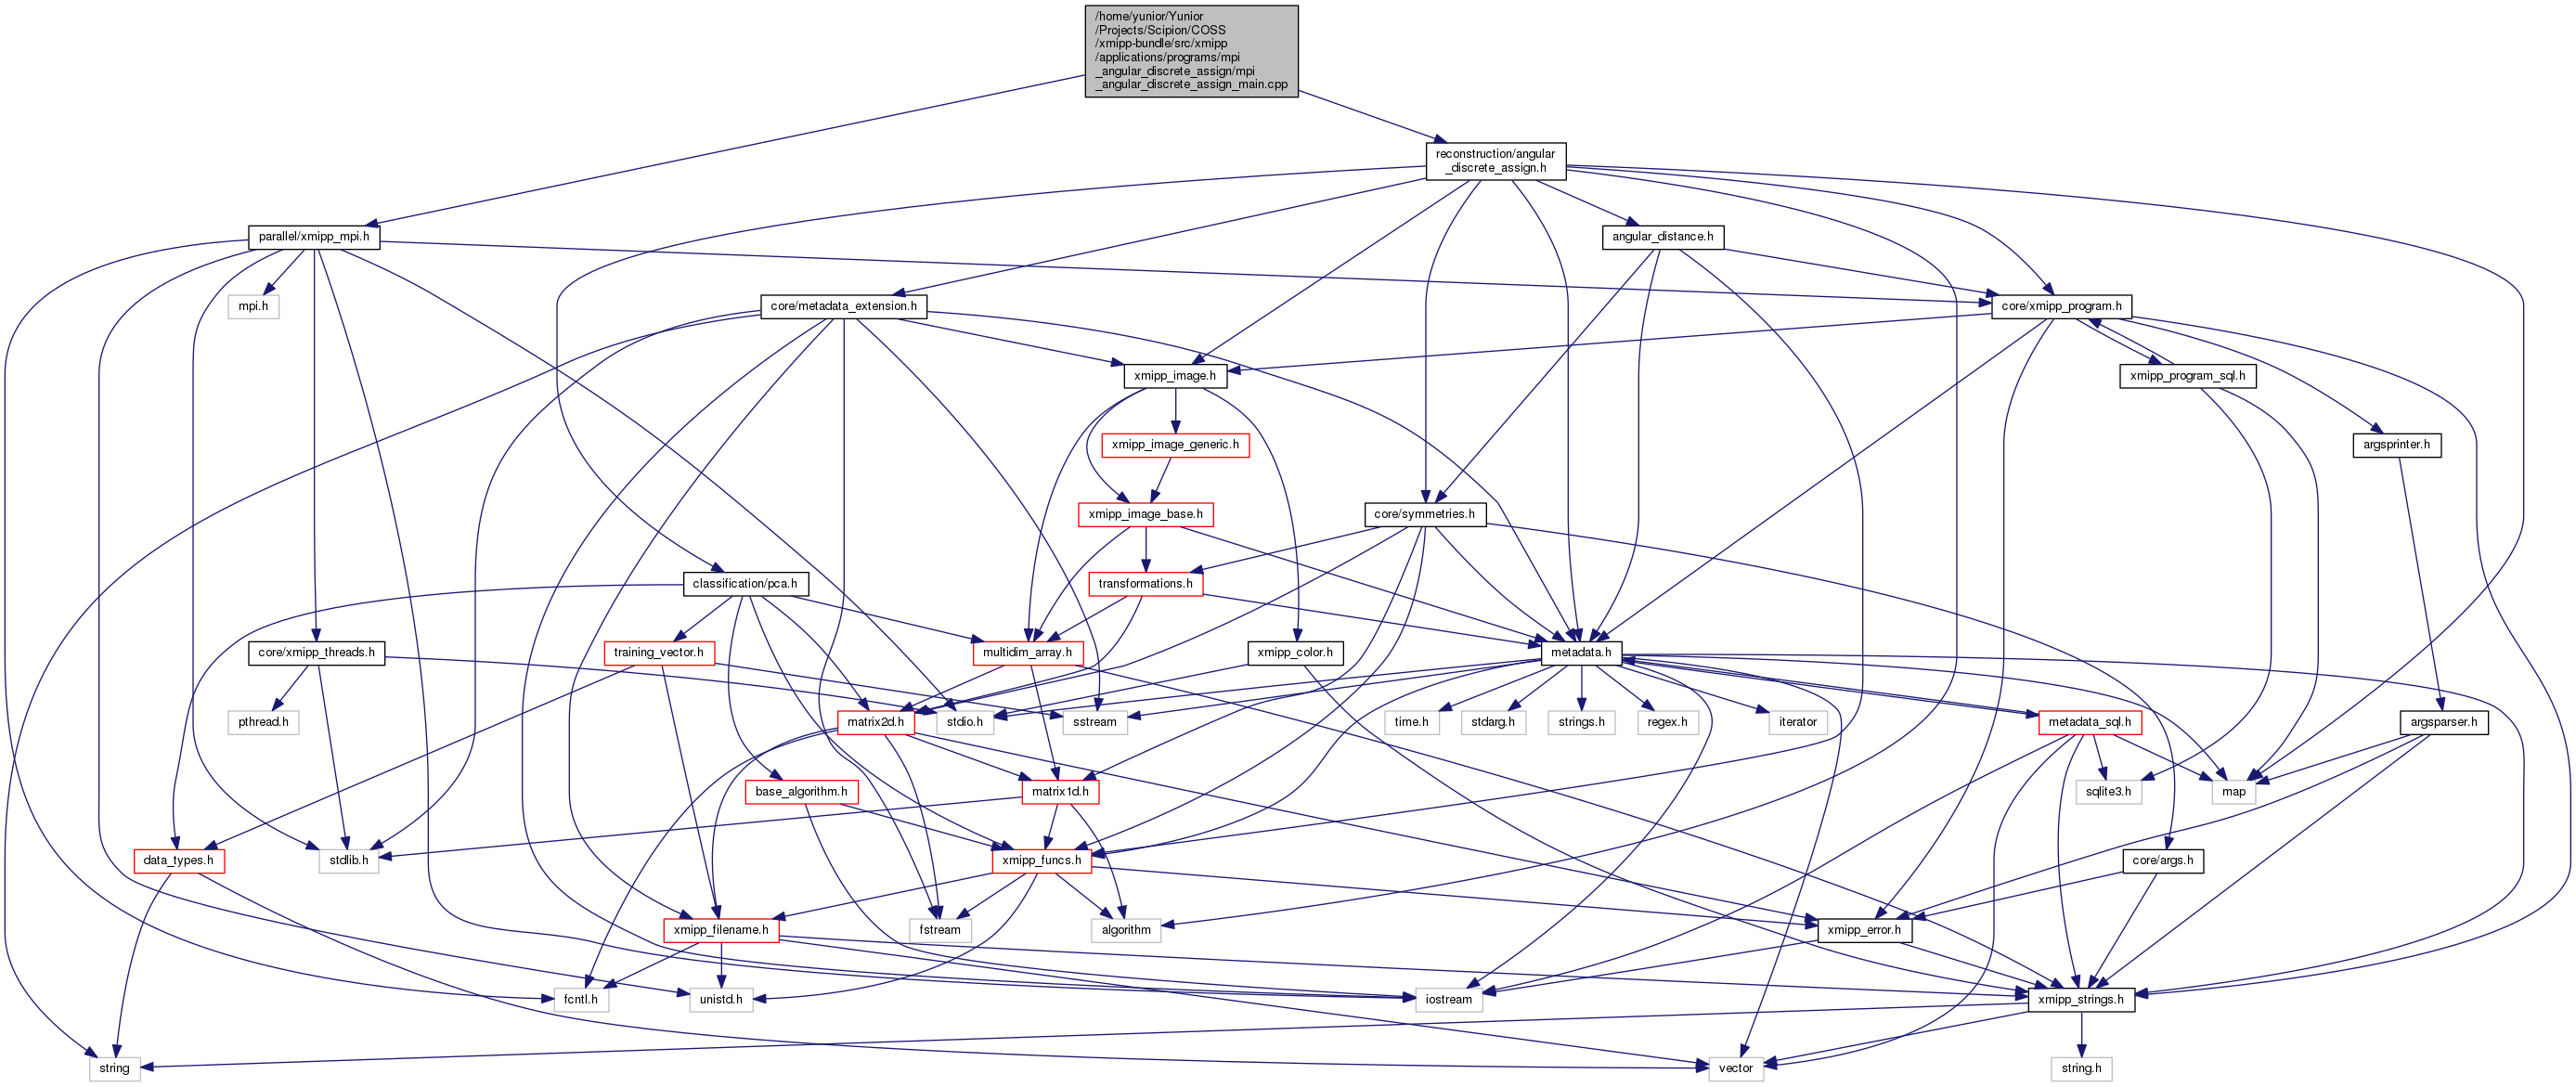 /home/yunior/Yunior
/Projects/Scipion/COSS
/xmipp-bundle/src/xmipp
/applications/programs/mpi
_angular_discrete_assign/mpi
_angular_discrete_assign_main.cpp
reconstruction/angular
_discrete_assign.h
parallel/xmipp_mpi.h
angular_distance.h
mpi.h
core/metadata_extension.h
core/xmipp_program.h
xmipp_image.h
xmipp_program_sql.h
xmipp_image_generic.h
argsprinter.h
xmipp_image_base.h
core/symmetries.h
classification/pca.h
transformations.h
core/xmipp_threads.h
training_vector.h
multidim_array.h
xmipp_color.h
metadata.h
pthread.h
matrix2d.h
stdio.h
sstream
time.h
stdarg.h
strings.h
regex.h
iterator
metadata_sql.h
argsparser.h
base_algorithm.h
matrix1d.h
sqlite3.h
map
data_types.h
stdlib.h
xmipp_funcs.h
core/args.h
xmipp_filename.h
fstream
algorithm
xmipp_error.h
fcntl.h
unistd.h
iostream
xmipp_strings.h
string
vector
string.h